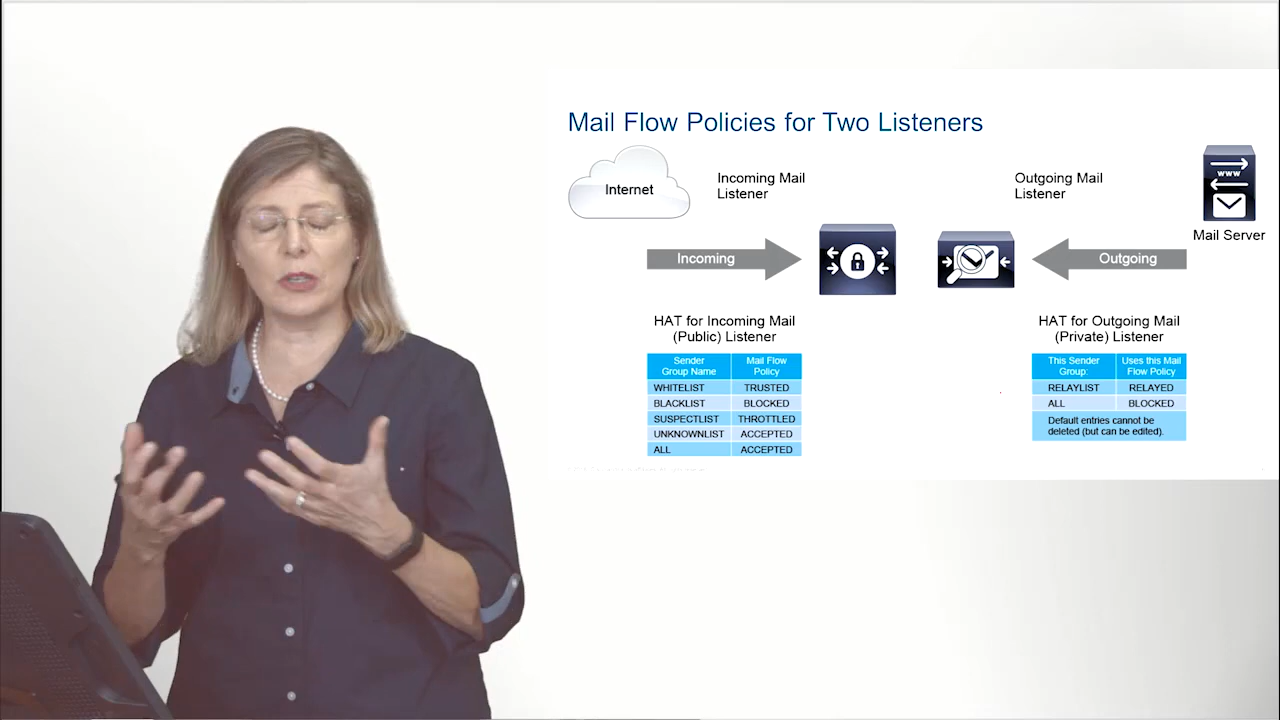 Mail Flow Policies for Two Listeners
Internet
Incoming Mail
Listener
Outgoing Mail
Listener
www
Mail Server
Incoming
Outgoing
HAT for Incoming Mail
(Public) Listener
Sender Group Name Mail Flow Policy
WHITELIST TRUSTED
BLACKLIST BLOCKED
SUSPECTLIST THROTTLED
UNKNOWNLIST ACCEPTED
ALL ACCEPTED
HAT for Outgoing Mail
(Private) Listener
This Sender Group: Uses this Mail Flow Policy
RELAYLIST RELAYED
ALL BLOCKED
Default entries cannot be
deleted (but can be edited).